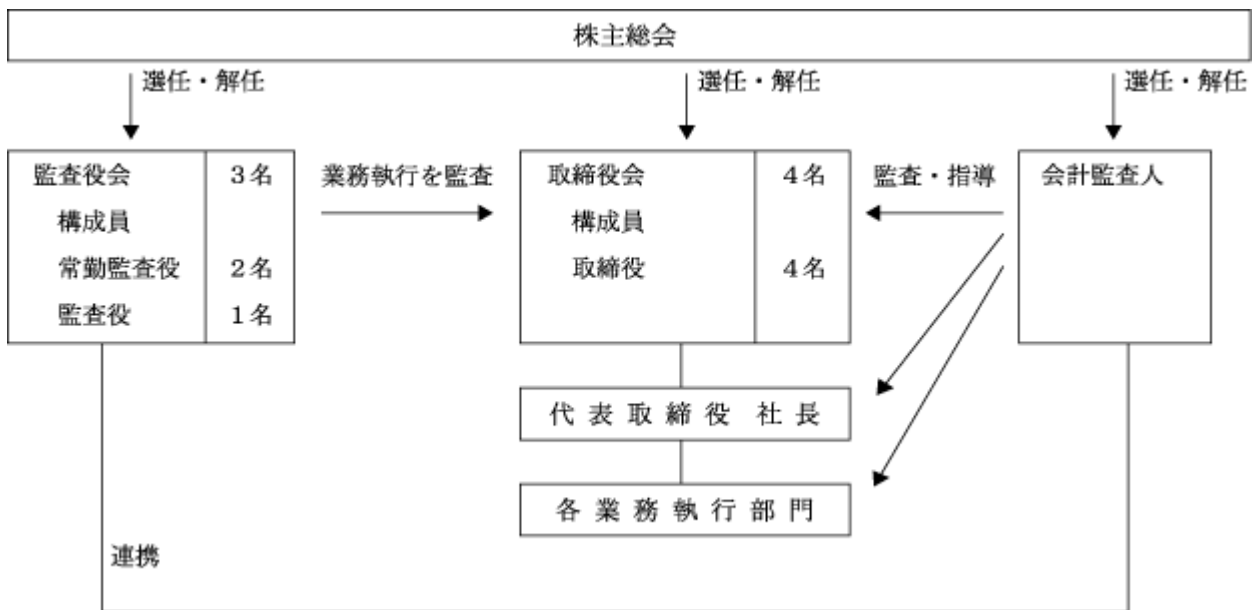 株主総会
選任・解任 選任・解任 選任・解任
監査役会 3名 業務執行を監査 取締役会 4名 監査・指導 会計監査人
構成員 構成員
常勤監査役 2名 取締役 4名
監査役 1名
代表取締役 社長
各業務執行部門
連携